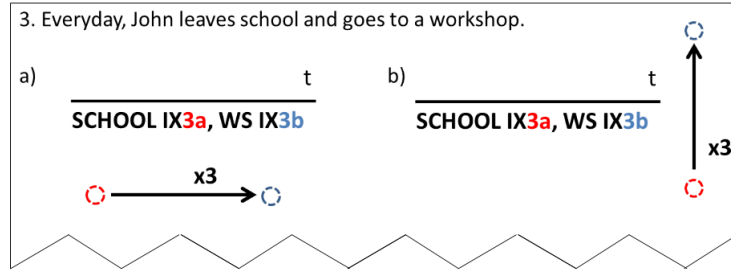 3. Everyday, John leaves school and goes to a workshop.
a) t
SCHOOL IX3a, WS IX3b
x3
b) t
SCHOOL IX3a, WS IX3b
x3